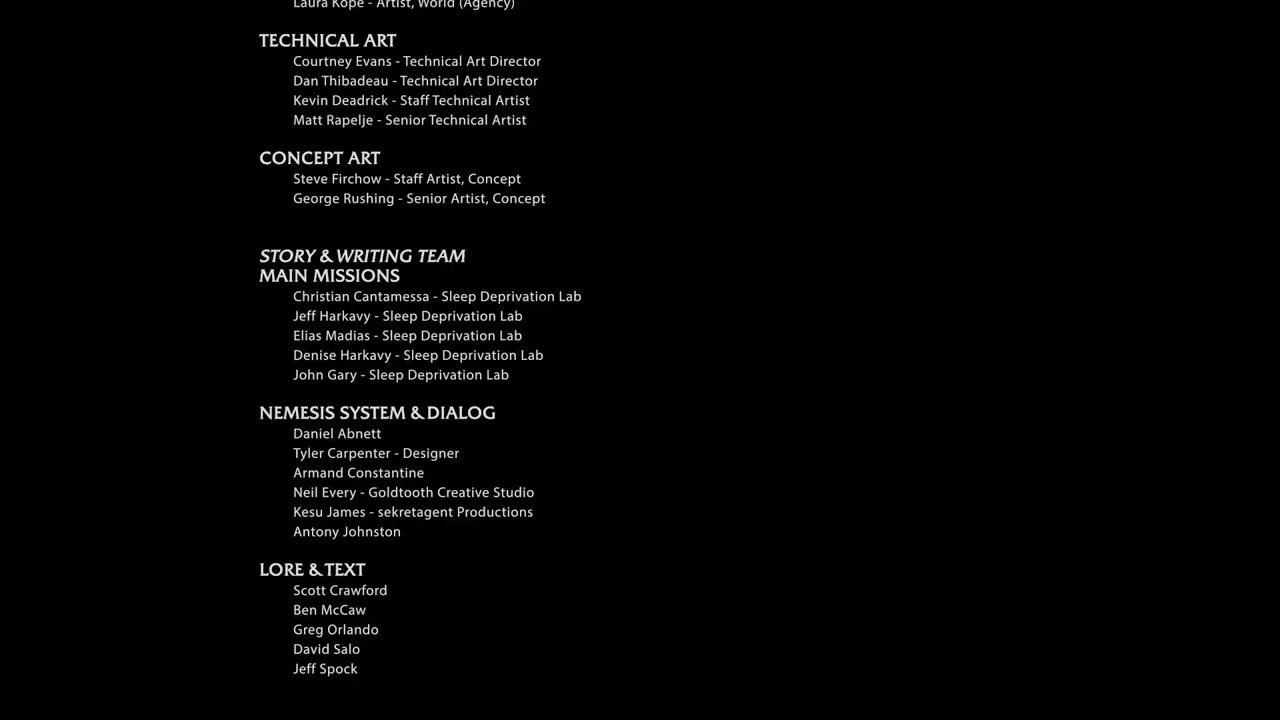 Laura Kope - Artist, World (Agency)
TECHNICAL ART
Courtney Evans - Technical Art Director
Dan Thibadeau - Technical Art Director
Kevin Deadrick - Staff Technical Artist
Matt Rapelje - Senior Technical Artist
CONCEPT ART
Steve Firchow - Staff Artist, Concept
George Rushing - Senior Artist, Concept
STORY & WRITING TEAM
MAIN MISSIONS
Christian Cantamessa - Sleep Deprivation Lab
Jeff Harkavy - Sleep Deprivation Lab
Elias Madias - Sleep Deprivation Lab
Denise Harkavy - Sleep Deprivation Lab
John Gary - Sleep Deprivation Lab
NEMESIS SYSTEM & DIALOG
Daniel Abnett
Tyler Carpenter - Designer
Armand Constantine
Neil Every - Goldtooth Creative Studio
Kesu James - sekretagent Productions
Antony Johnston
LORE & TEXT
Scott Crawford
Ben McCaw
Greg Orlando
David Salo
Jeff Spock